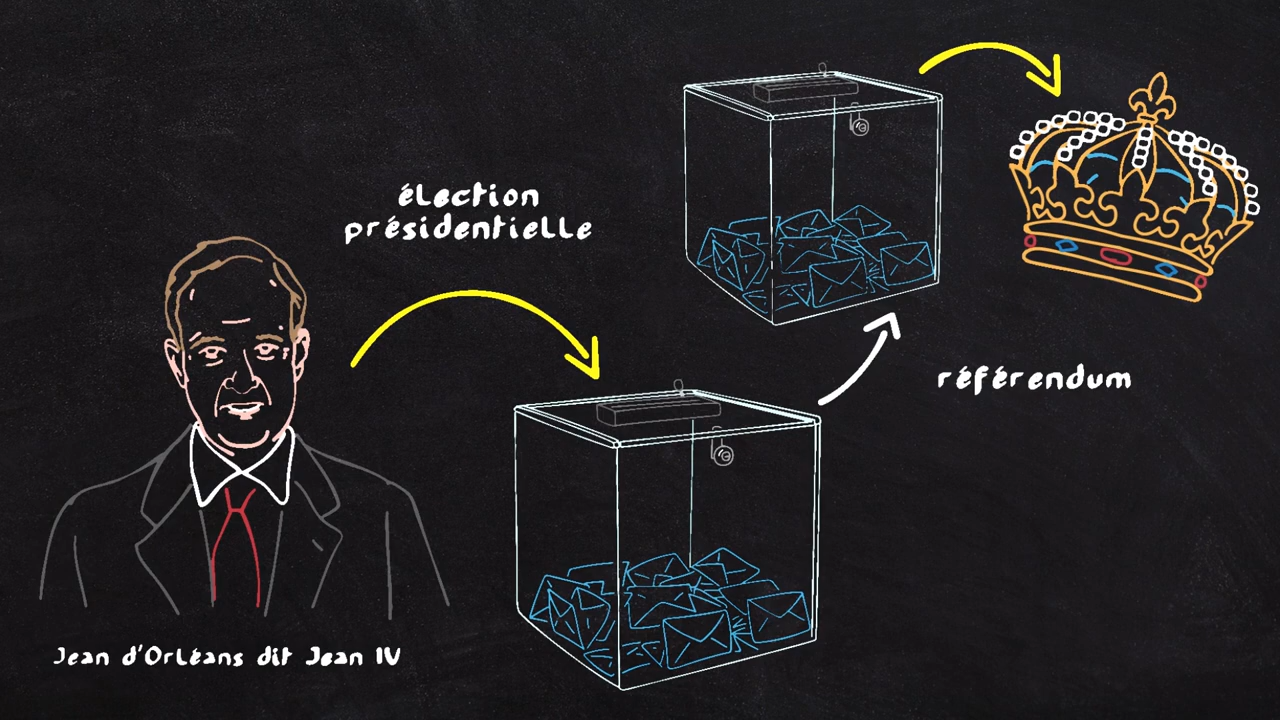 élection
présidentielle
référendum
Jean d'Orléans dit Jean IV